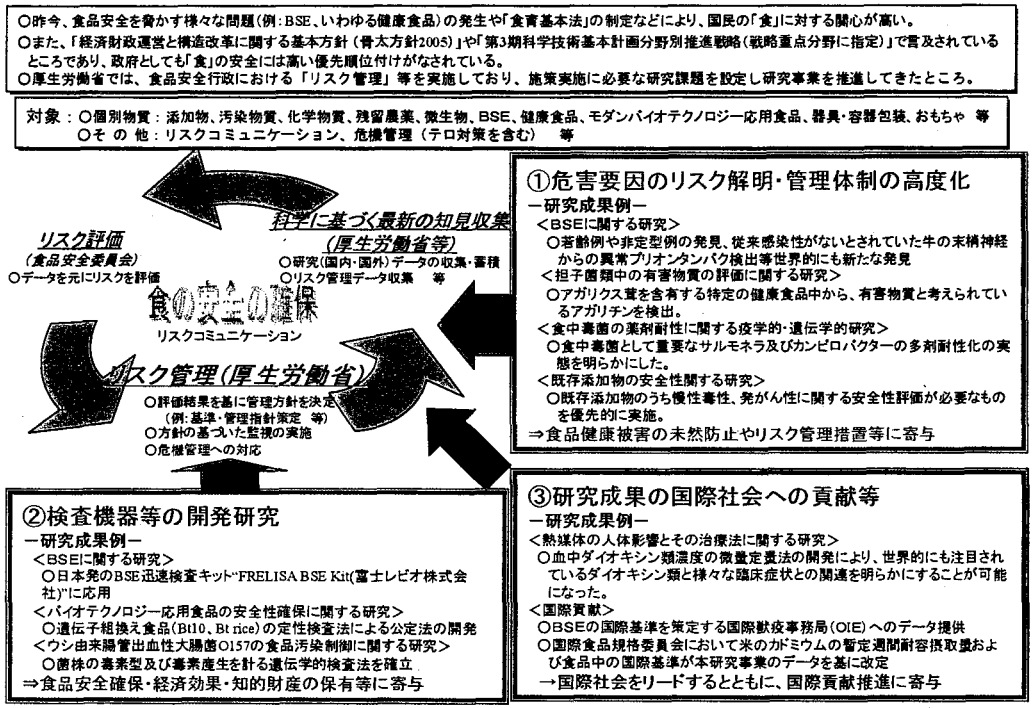 ○昨今、食品安全を脅かす様々な問題(例:BSE、いわゆる健康食品)の発生や「食育基本法」の制定などにより、国民の「食」に対する関心が高い。
○また、「経済財政運営と構造改革に関する基本方針(骨太方針2005)」や「第3期科学技術基本計画分野別推進戦略(戦略重点分野に指定)」で言及されている
ところであり、政府としても「食」の安全には高い優先順位付けがなされている。
○厚生労働省では、食品安全行政における「リスク管理」等を実施しており、施策実施に必要な研究課題を設定し研究事業を推進してきたところ。
対象:○個別物質:添加物、汚染物質、化学物質、残留農薬、微生物、BSE、健康食品、モダンバイオテクノロジー応用食品、器具・容器包装、おもちゃ 等
○その他:リスクコミュニケーション、危機管理(テロ対策を含む) 等
科学に基づく最新の知見収集
(厚生労働省等)
○研究(国内・国外)データの収集・蓄積
○リスク管理データ収集 等
リスク評価
(食品安全委員会)
○データを元にリスクを評価
食の安全の確保
リスクコミュニケーション
リスク管理(厚生労働省)
○評価結果を基に管理方針を決定
(例:基準・管理指針策定 等)
○方針の基づいた監視の実施
○危機管理への対応
①危害要因のリスク解明・管理体制の高度化
ー研究成果例ー
<BSEに関する研究>
○若齢例や非定型例の発見、従来感染性がないとされていた牛の末梢神経
からの異常プリオンタンパク検出等世界的にも新たな発見
<担子菌類中の有害物質の評価に関する研究>
○アガリクス茸を含有する特定の健康食品中から、有害物質と考えられてい
るアガリチンを検出。
<食中毒菌の薬剤耐性に関する疫学的・遺伝学的研究>
○食中毒菌として重要なサルモネラ及びカンピロバクターの多剤耐性化の実
態を明らかにした。
<既存添加物の安全性関する研究>
○既存添加物のうち慢性毒性、発がん性に関する安全性評価が必要なもの
を優先的に実施。
⇒食品健康被害の未然防止やリスク管理措置等に寄与
②検査機器等の開発研究
ー研究成果例ー
<BSEに関する研究>
○日本発のBSE迅速検査キット"FRELISA BSE Kit(富士レビオ株式会
社)"に応用
<バイオテクノロジー応用食品の安全性確保に関する研究>
○遺伝子組換え食品(Bt10、Bt rice)の定性検査法による公定法の開発
<ウシ由来腸管出血性大腸菌O157の食品汚染制御に関する研究>
○菌株の毒素型及び毒素産生を計る遺伝学的検査法を確立
⇒食品安全確保・経済効果・知的財産の保有等に寄与
③研究成果の国際社会への貢献等
ー研究成果例ー
<熱媒体の人体影響とその治療法に関する研究>
○血中ダイオキシン類濃度の微量定量法の開発により、世界的にも注目され
ているダイオキシン類と様々な臨床症状との関連を明らかにすることが可能
になった。
<国際貢献>
○BSEの国際基準を策定する国際獣疫事務局(OIE)へのデータ提供
○国際食品規格委員会において米のカドミウムの暫定週間耐容摂取量およ
び食品中の国際基準が本研究事業のデータを基に改定
→国際社会をリードするとともに、国際貢献推進に寄与